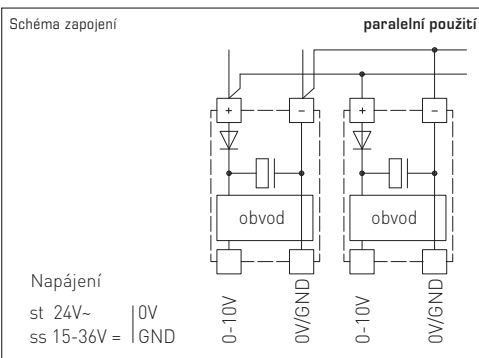 Schéma zapojení
paralelní použití
+ − + −
obvod obvod
Napájení
st 24V~ 0V
ss 15-36V = GND
0-10V
0V/GND
0-10V
0V/GND